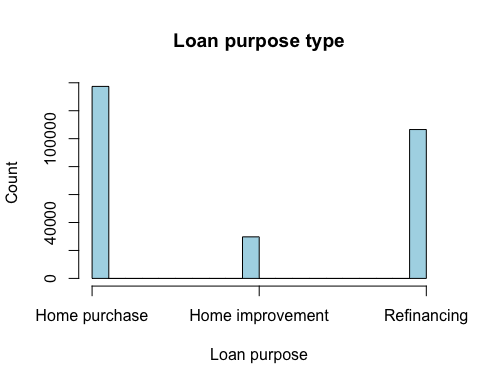 Loan purpose type
Count
100000
40000
0
Home purchase Home improvement Refinancing
Loan purpose